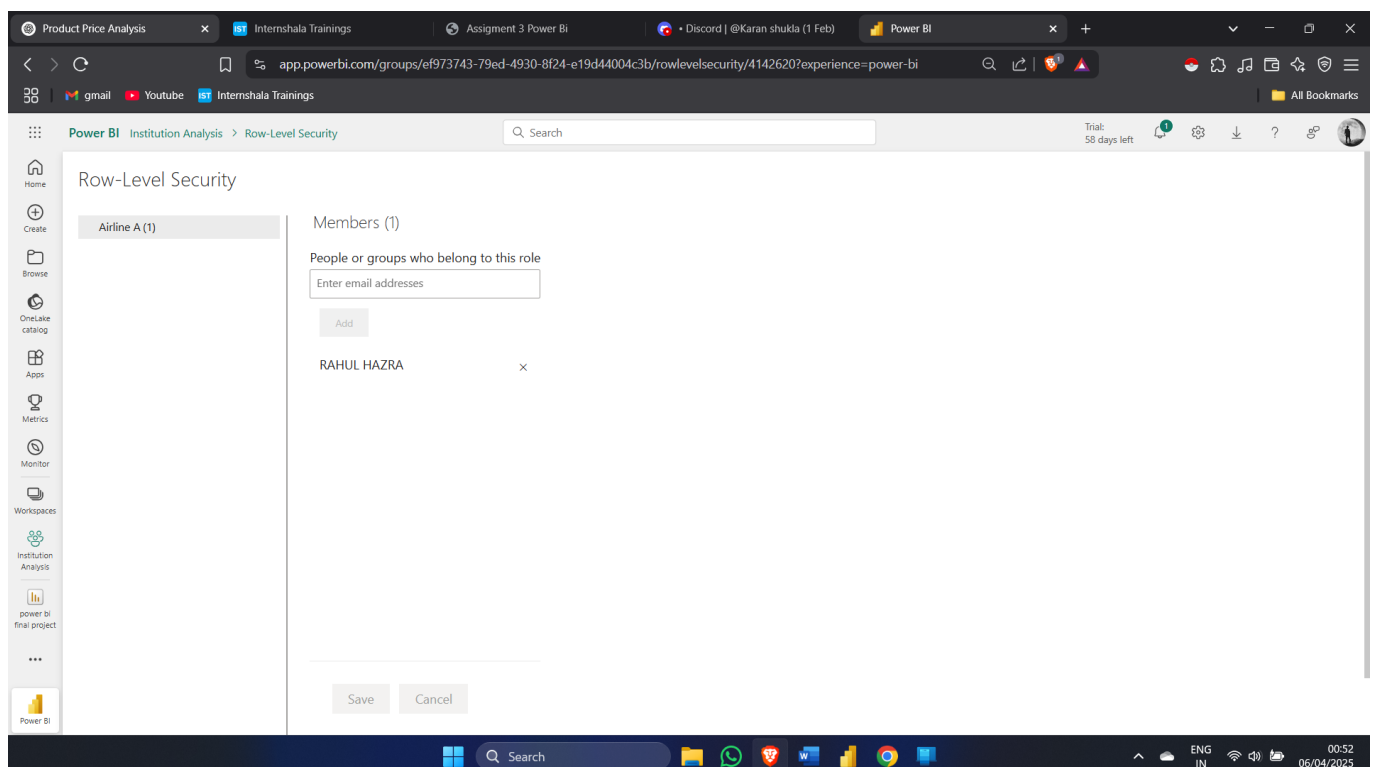 Product Price Analysis
IST Internshala Trainings
Assigment 3 Power Bi
• Discord | @Karan shukla (1 Feb)
Power BI
app.powerbi.com/groups/ef973743-79ed-4930-8f24-e19d44004c3b/rowlevelsecurity/4142620?experience=power-bi
gmail
Youtube
IST Internshala Trainings
All Bookmarks
Power BI Institution Analysis > Row-Level Security
Search
Trial:
58 days left
1
Home
Create
Browse
OneLake
catalog
Apps
Metrics
Monitor
Workspaces
Institution
Analysis
power bi
final project
Power BI
Row-Level Security
Airline A (1)
Members (1)
People or groups who belong to this role
Enter email addresses
Add
RAHUL HAZRA
Save Cancel
Search
ENG
IN
00:52
06/04/2025